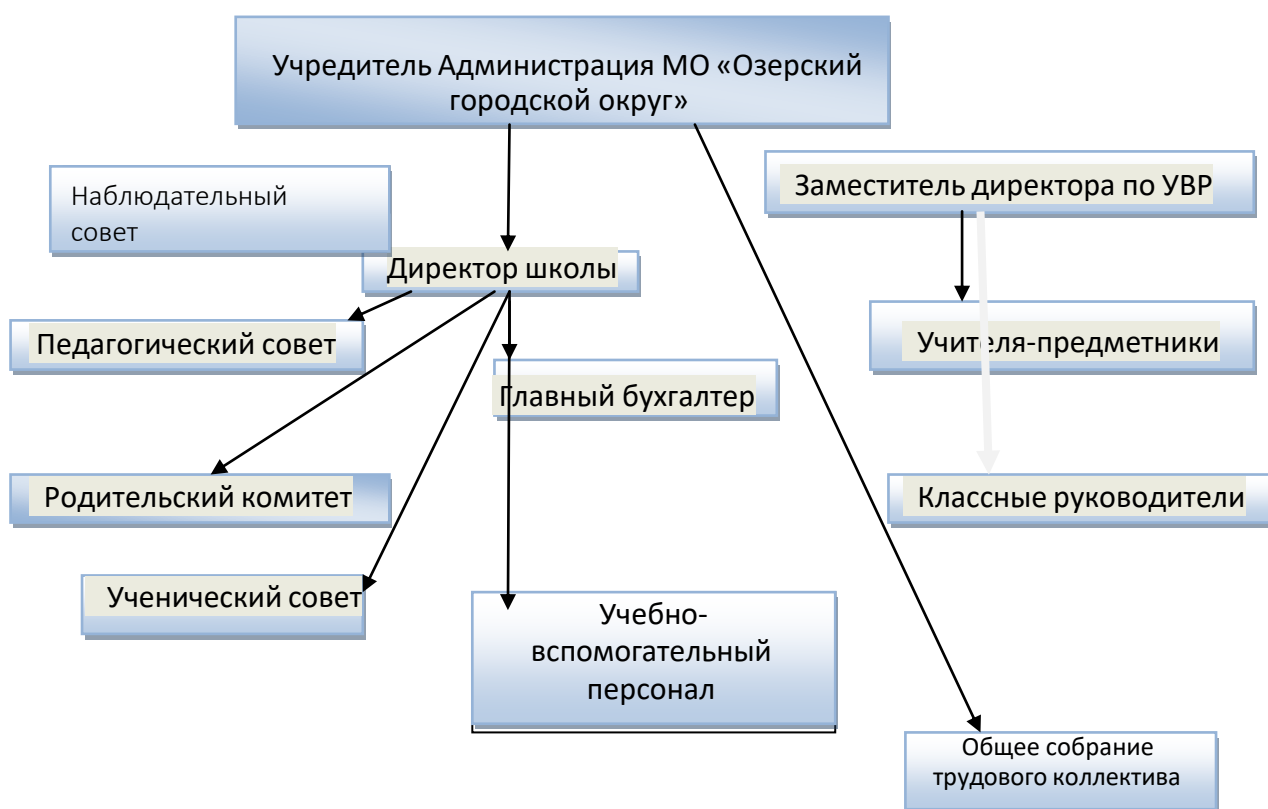 Учредитель Администрация МО «Озерский
городской округ»
Наблюдательный
совет
Заместитель директора по УВР
Директор школы
Педагогический совет
Учителя-предметники
Главный бухгалтер
Родительский комитет
Классные руководители
Ученический совет
Учебно-
вспомогательный
персонал
Общее собрание
трудового коллектива